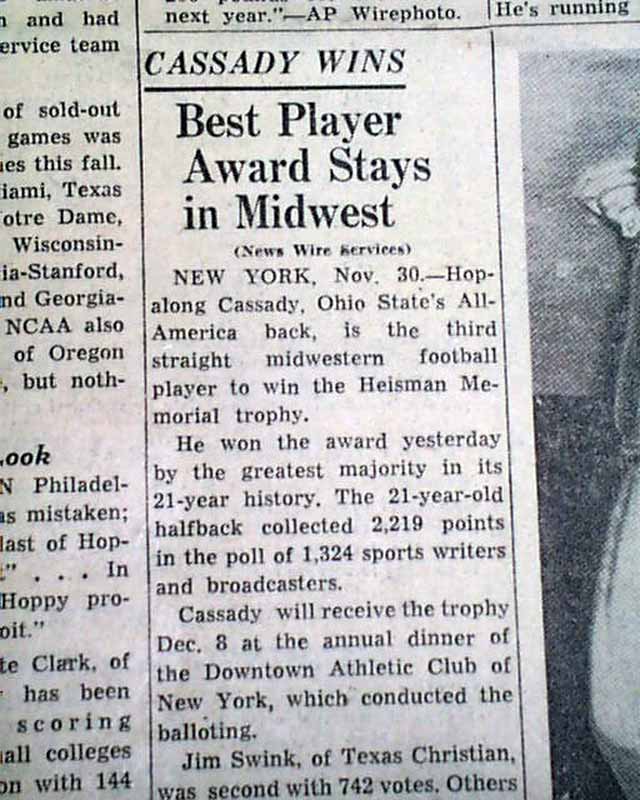 and had
ervice team
of sold-out
games was
ies this fall.
iami, Texas
otre Dame,
Wisconsin-
ia-Stanford,
nd Georgia-
NCAA also
of Oregon
, but noth-
Look
N Philadel-
as mistaken;
last of Hop-
" . . . In
Hoppy pro-
oit."
te Clark, of
has been
scoring
all colleges
on with 144
next year."—AP Wirephoto.
CASSADY WINS
Best Player
Award Stays
in Midwest
(News Wire Services)
NEW YORK, Nov. 30.—Hop-
along Cassady, Ohio State's All-
America back, is the third
straight midwestern football
player to win the Heisman Me-
morial trophy.
He won the award yesterday
by the greatest majority in its
21-year history. The 21-year-old
halfback collected 2,219 points
in the poll of 1,324 sports writers
and broadcasters.
Cassady will receive the trophy
Dec. 8 at the annual dinner of
the Downtown Athletic Club of
New York, which conducted the
balloting.
Jim Swink, of Texas Christian,
was second with 742 votes. Others
He's running